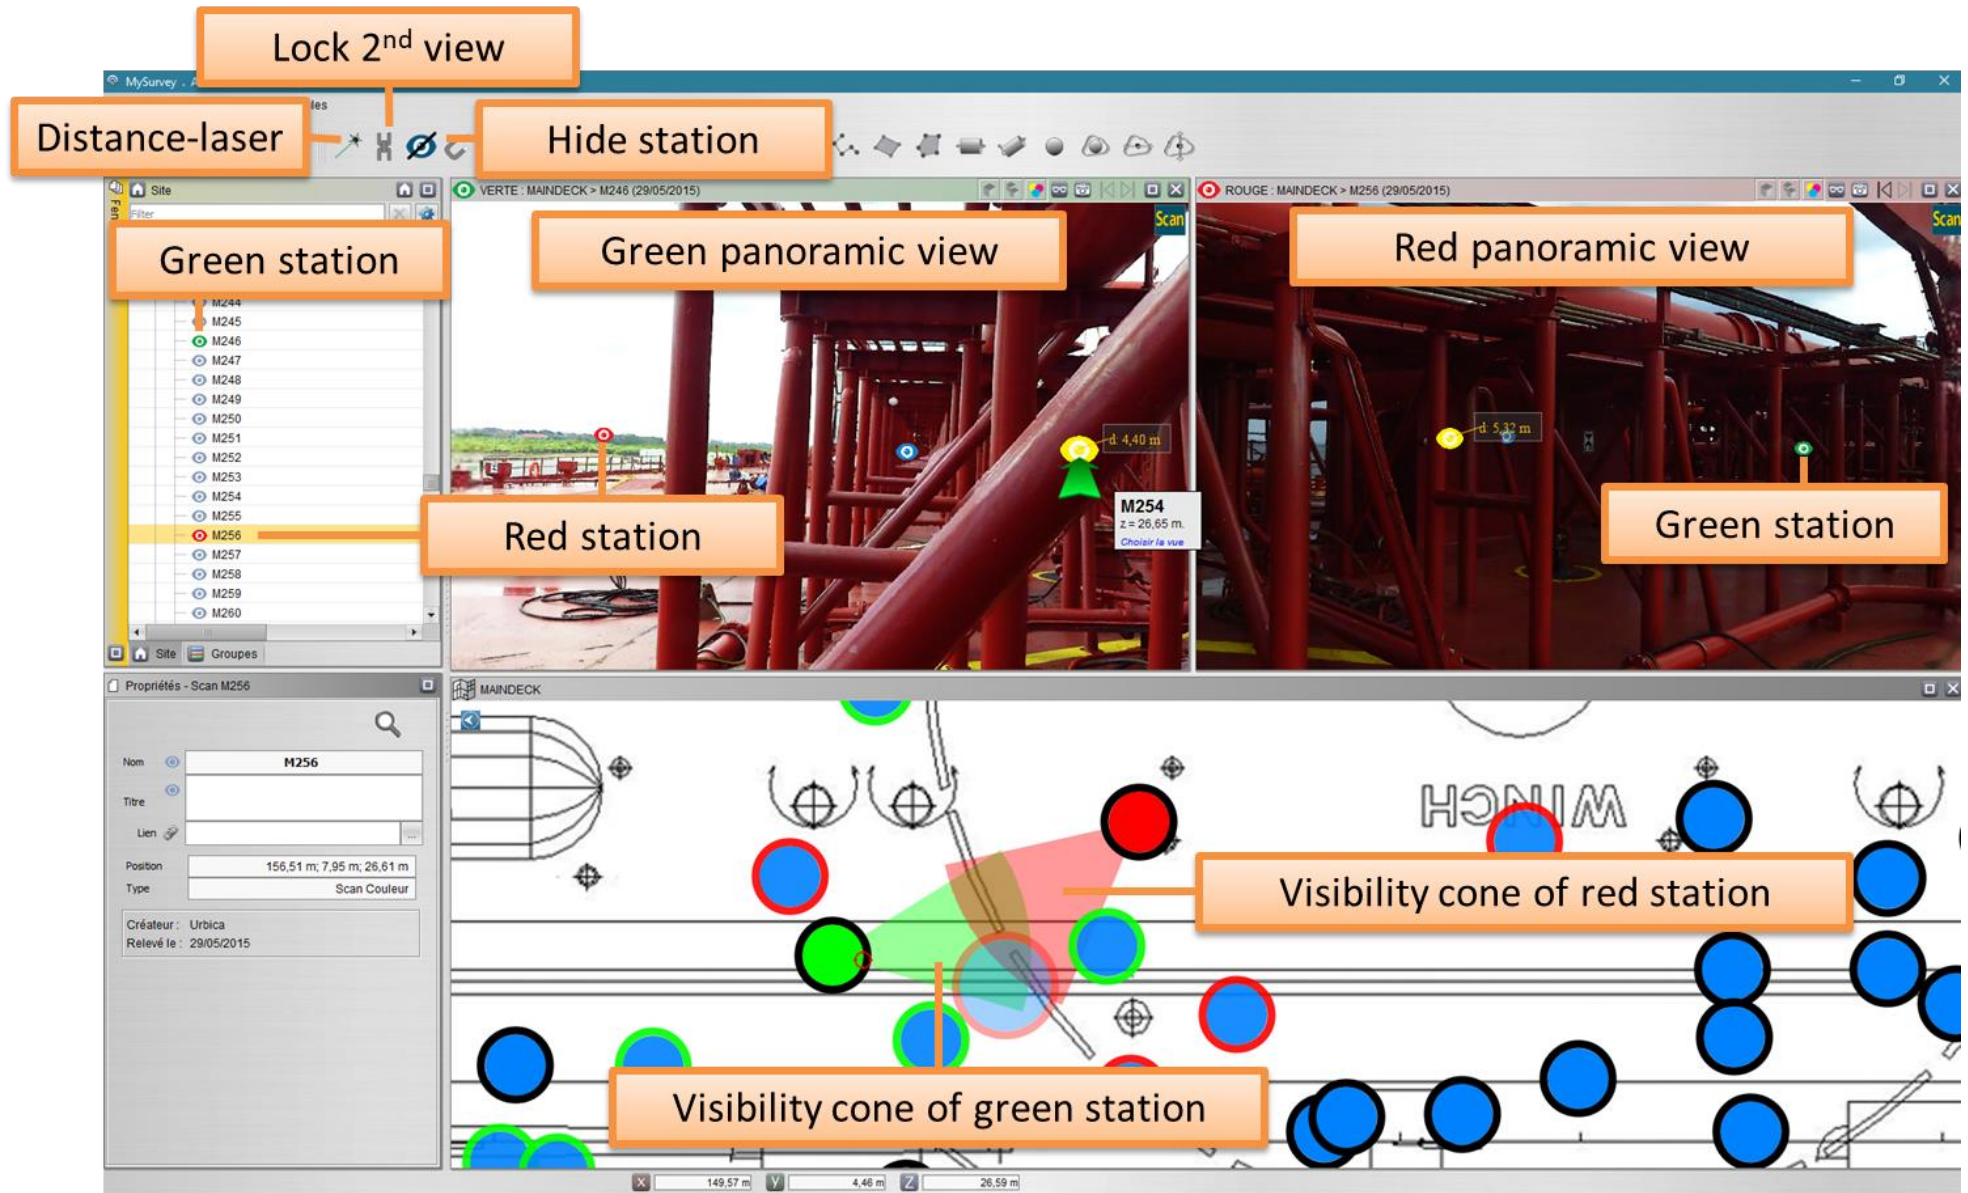 Lock 2nd view
MySurvey . A
les
Distance-laser
Hide station
Site
Filter
Fen
VERTE : MAINDECK > M246 (29/05/2015)
ROUGE : MAINDECK > M256 (29/05/2015)
Scan
Scan
Green station
Green panoramic view
Red panoramic view
M244
M245
M246
M247
M248
M249
M250
M251
M252
M253
M254
M255
M256
M257
M258
M259
M260
d: 4,40 m
d: 5,32 m
M254
z = 26,65 m.
Choisir la vue
Red station
Green station
Site
Groupes
Propriétés - Scan M256
MAINDECK
Nom
M256
Titre
Lien
...
Position
156,51 m; 7,95 m; 26,61 m
Type
Scan Couleur
Créateur : Urbica
Relevé le : 29/05/2015
WINCH
Visibility cone of red station
Visibility cone of green station
X 149,57 m Y 4,46 m Z 26,59 m